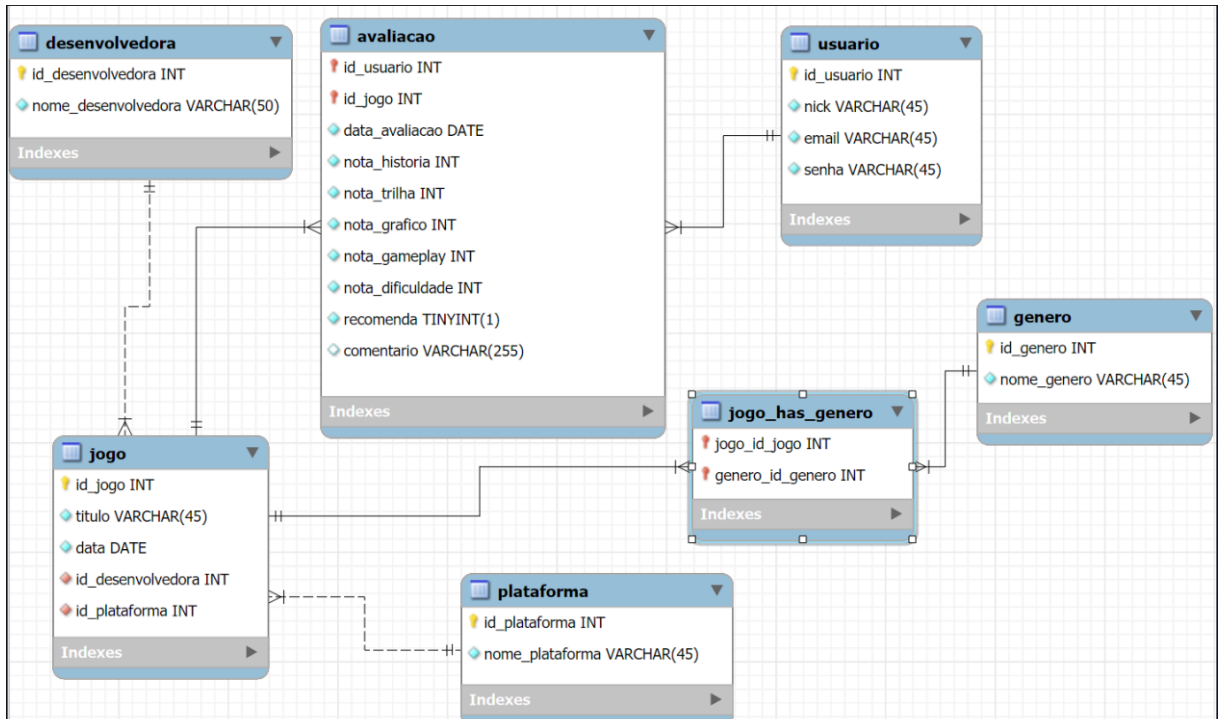 desenvolvedora
id_desenvolvedora INT
nome_desenvolvedora VARCHAR(50)
Indexes
avaliacao
id_usuario INT
id_jogo INT
data_avaliacao DATE
nota_historia INT
nota_trilha INT
nota_grafico INT
nota_gameplay INT
nota_dificuldade INT
recomenda TINYINT(1)
comentario VARCHAR(255)
Indexes
usuario
id_usuario INT
nick VARCHAR(45)
email VARCHAR(45)
senha VARCHAR(45)
Indexes
genero
id_genero INT
nome_genero VARCHAR(45)
Indexes
jogo_has_genero
jogo_id_jogo INT
genero_id_genero INT
Indexes
jogo
id_jogo INT
titulo VARCHAR(45)
data DATE
id_desenvolvedora INT
id_plataforma INT
Indexes
plataforma
id_plataforma INT
nome_plataforma VARCHAR(45)
Indexes